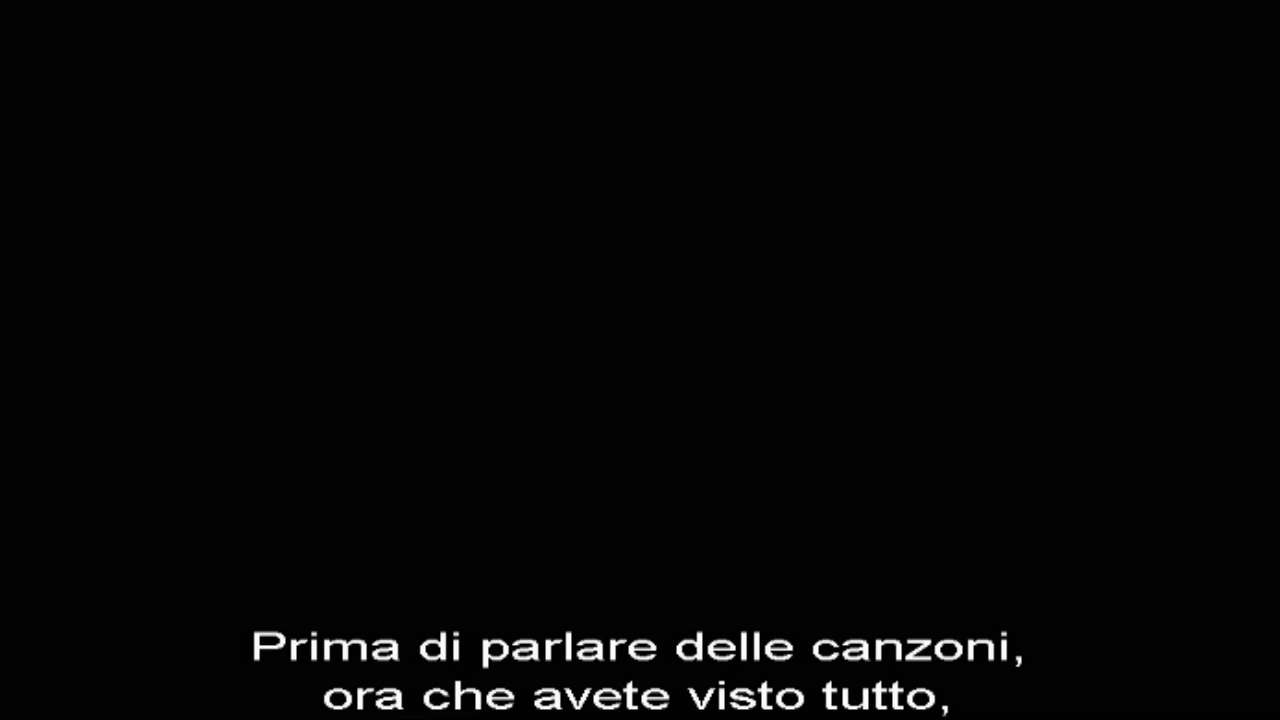 Prima di parlare delle canzoni,
ora che avete visto tutto,